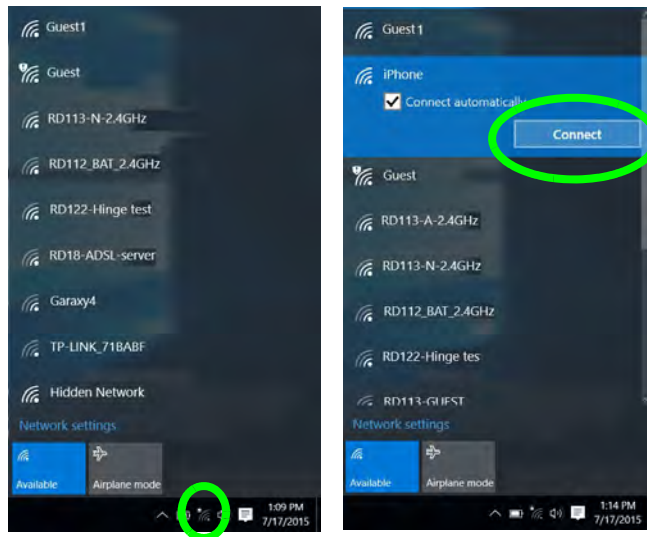 Guest1
Guest
RD113-N-2.4GHz
RD112_BAT_2.4GHz
RD122-Hinge test
RD18-ADSL-server
Garaxy4
TP-LINK_71BABF
Hidden Network
Network settings
Available
Airplane mode
1:09 PM
7/17/2015
Guest1
iPhone
Connect automatically
Connect
Guest
RD113-A-2.4GHz
RD113-N-2.4GHz
RD112_BAT_2.4GHz
RD122-Hinge tes
RD113-GUEST
Network settings
Available
Airplane mode
1:14 PM
7/17/2015